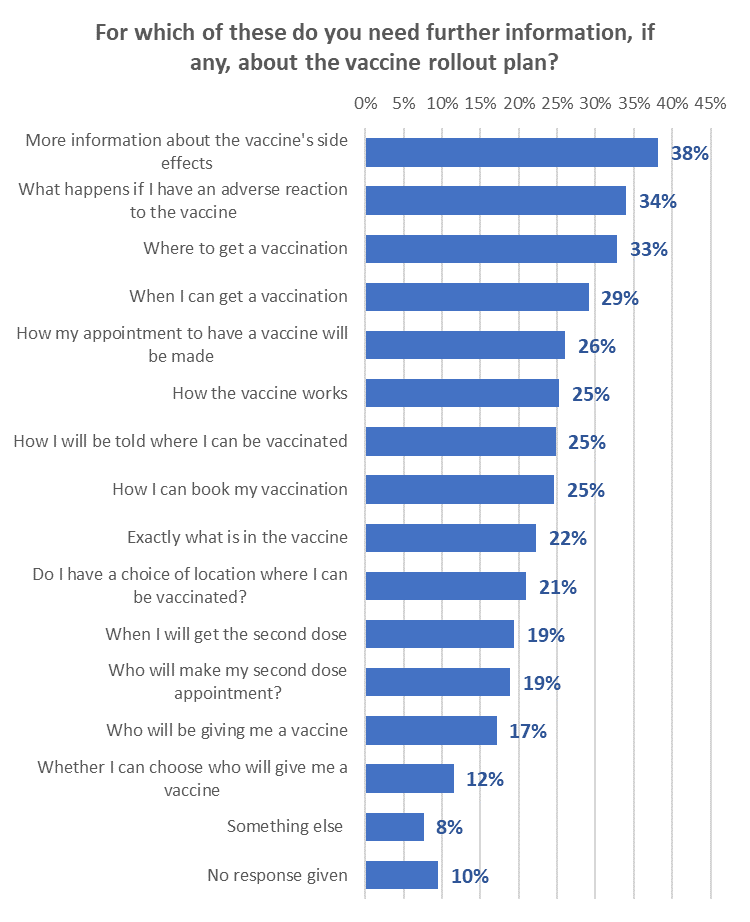 For which of these do you need further information, if
any, about the vaccine rollout plan?
0% 5% 10% 15% 20% 25% 30% 35% 40% 45%
More information about the vaccine's side
effects
38%
What happens if I have an adverse reaction
to the vaccine
34%
Where to get a vaccination
33%
When I can get a vaccination
29%
How my appointment to have a vaccine will
be made
26%
How the vaccine works
25%
How I will be told where I can be vaccinated
25%
How I can book my vaccination
25%
Exactly what is in the vaccine
22%
Do I have a choice of location where I can
be vaccinated?
21%
When I will get the second dose
19%
Who will make my second dose
appointment?
19%
Who will be giving me a vaccine
17%
Whether I can choose who will give me a
vaccine
12%
Something else
8%
No response given
10%